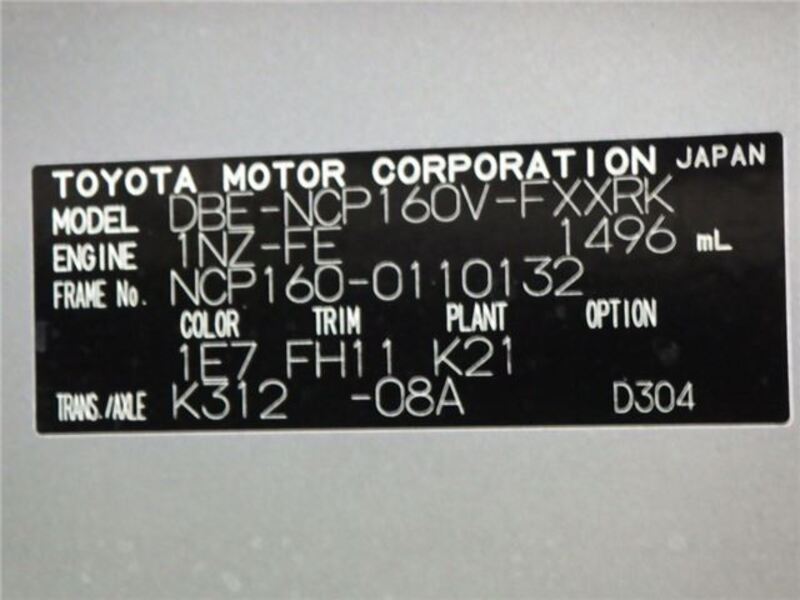 TOYOTA MOTOR CORPORATION JAPAN
MODEL DBE-NCP160V-FXXRK
ENGINE 1NZ-FE 1496 mL
FRAME No. NCP160-0110132
COLOR TRIM PLANT OPTION
1E7 FH11 K21
TRANS./AXLE K312 -08A D304